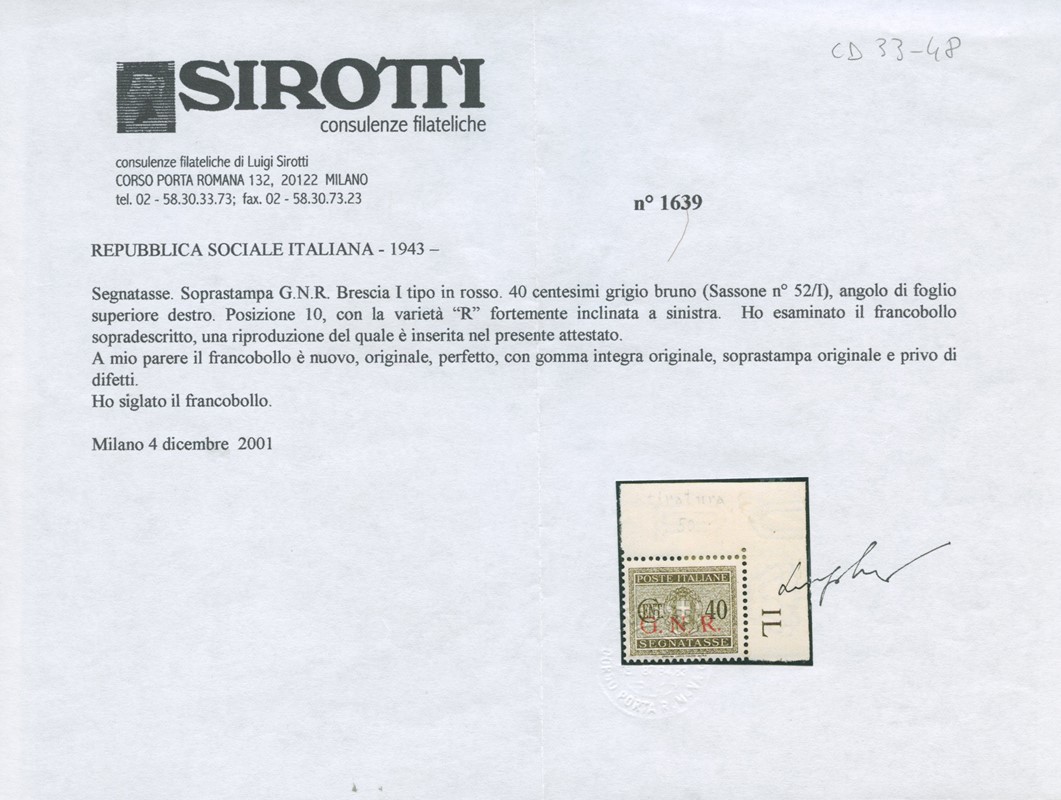 CD 33-48
SIROTTI
consulenze filateliche
consulenze filateliche di Luigi Sirotti
CORSO PORTA ROMANA 132, 20122 MILANO
tel. 02 - 58.30.33.73; fax. 02 - 58.30.73.23
n° 1639
REPUBBLICA SOCIALE ITALIANA - 1943 –
Segnatasse. Soprastampa G.N.R. Brescia I tipo in rosso. 40 centesimi grigio bruno (Sassone n° 52/I), angolo di foglio
superiore destro. Posizione 10, con la varietà “R” fortemente inclinata a sinistra. Ho esaminato il francobollo
sopradescritto, una riproduzione del quale è inserita nel presente attestato.
A mio parere il francobollo è nuovo, originale, perfetto, con gomma integra originale, soprastampa originale e privo di
difetti.
Ho siglato il francobollo.
Milano 4 dicembre 2001
POSTE ITALIANE
CENT. 40
G. N. R.
SEGNATASSE
IL
CORSO PORTA R